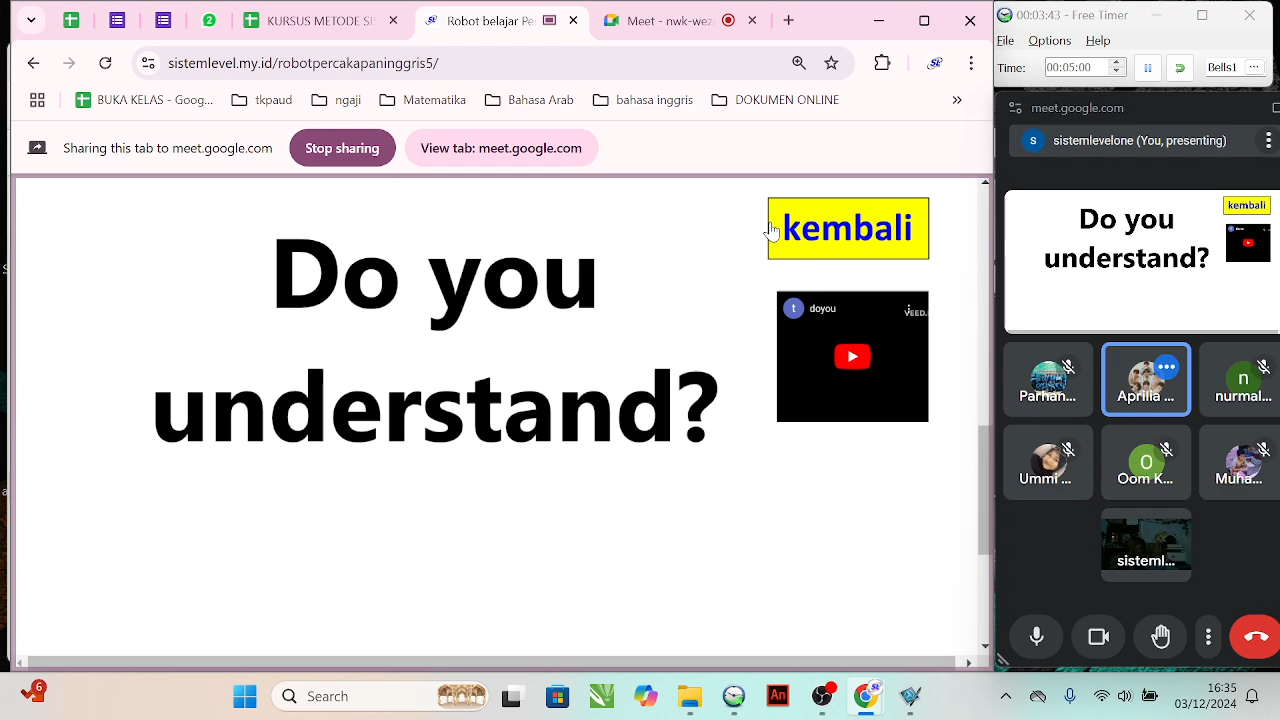 KURSUS METODE SI
Robot belajar Pe
Meet - nwk-wez
00:03:43 - Free Timer
File Options Help
Time: 00:05:00 Bells1 ...
sistemlevel.my.id/robotpercakapaninggris5/
BUKA KELAS - Goog...
tkpaud
ngaji
Matematika
Bahasa Arab
bahasa inggris
DOKUMEN ONLINE
Sharing this tab to meet.google.com
Stop sharing
View tab: meet.google.com
meet.google.com
s sistemlevelone (You, presenting)
kembali
Do you
understand?
t doyou
VEED.
Do you
understand?
kembali
Aprilia ...
n
nurmal...
Ummi ...
O
Oom K...
Muha...
sisteml...
6
Search
An
16:35
03/12/2024